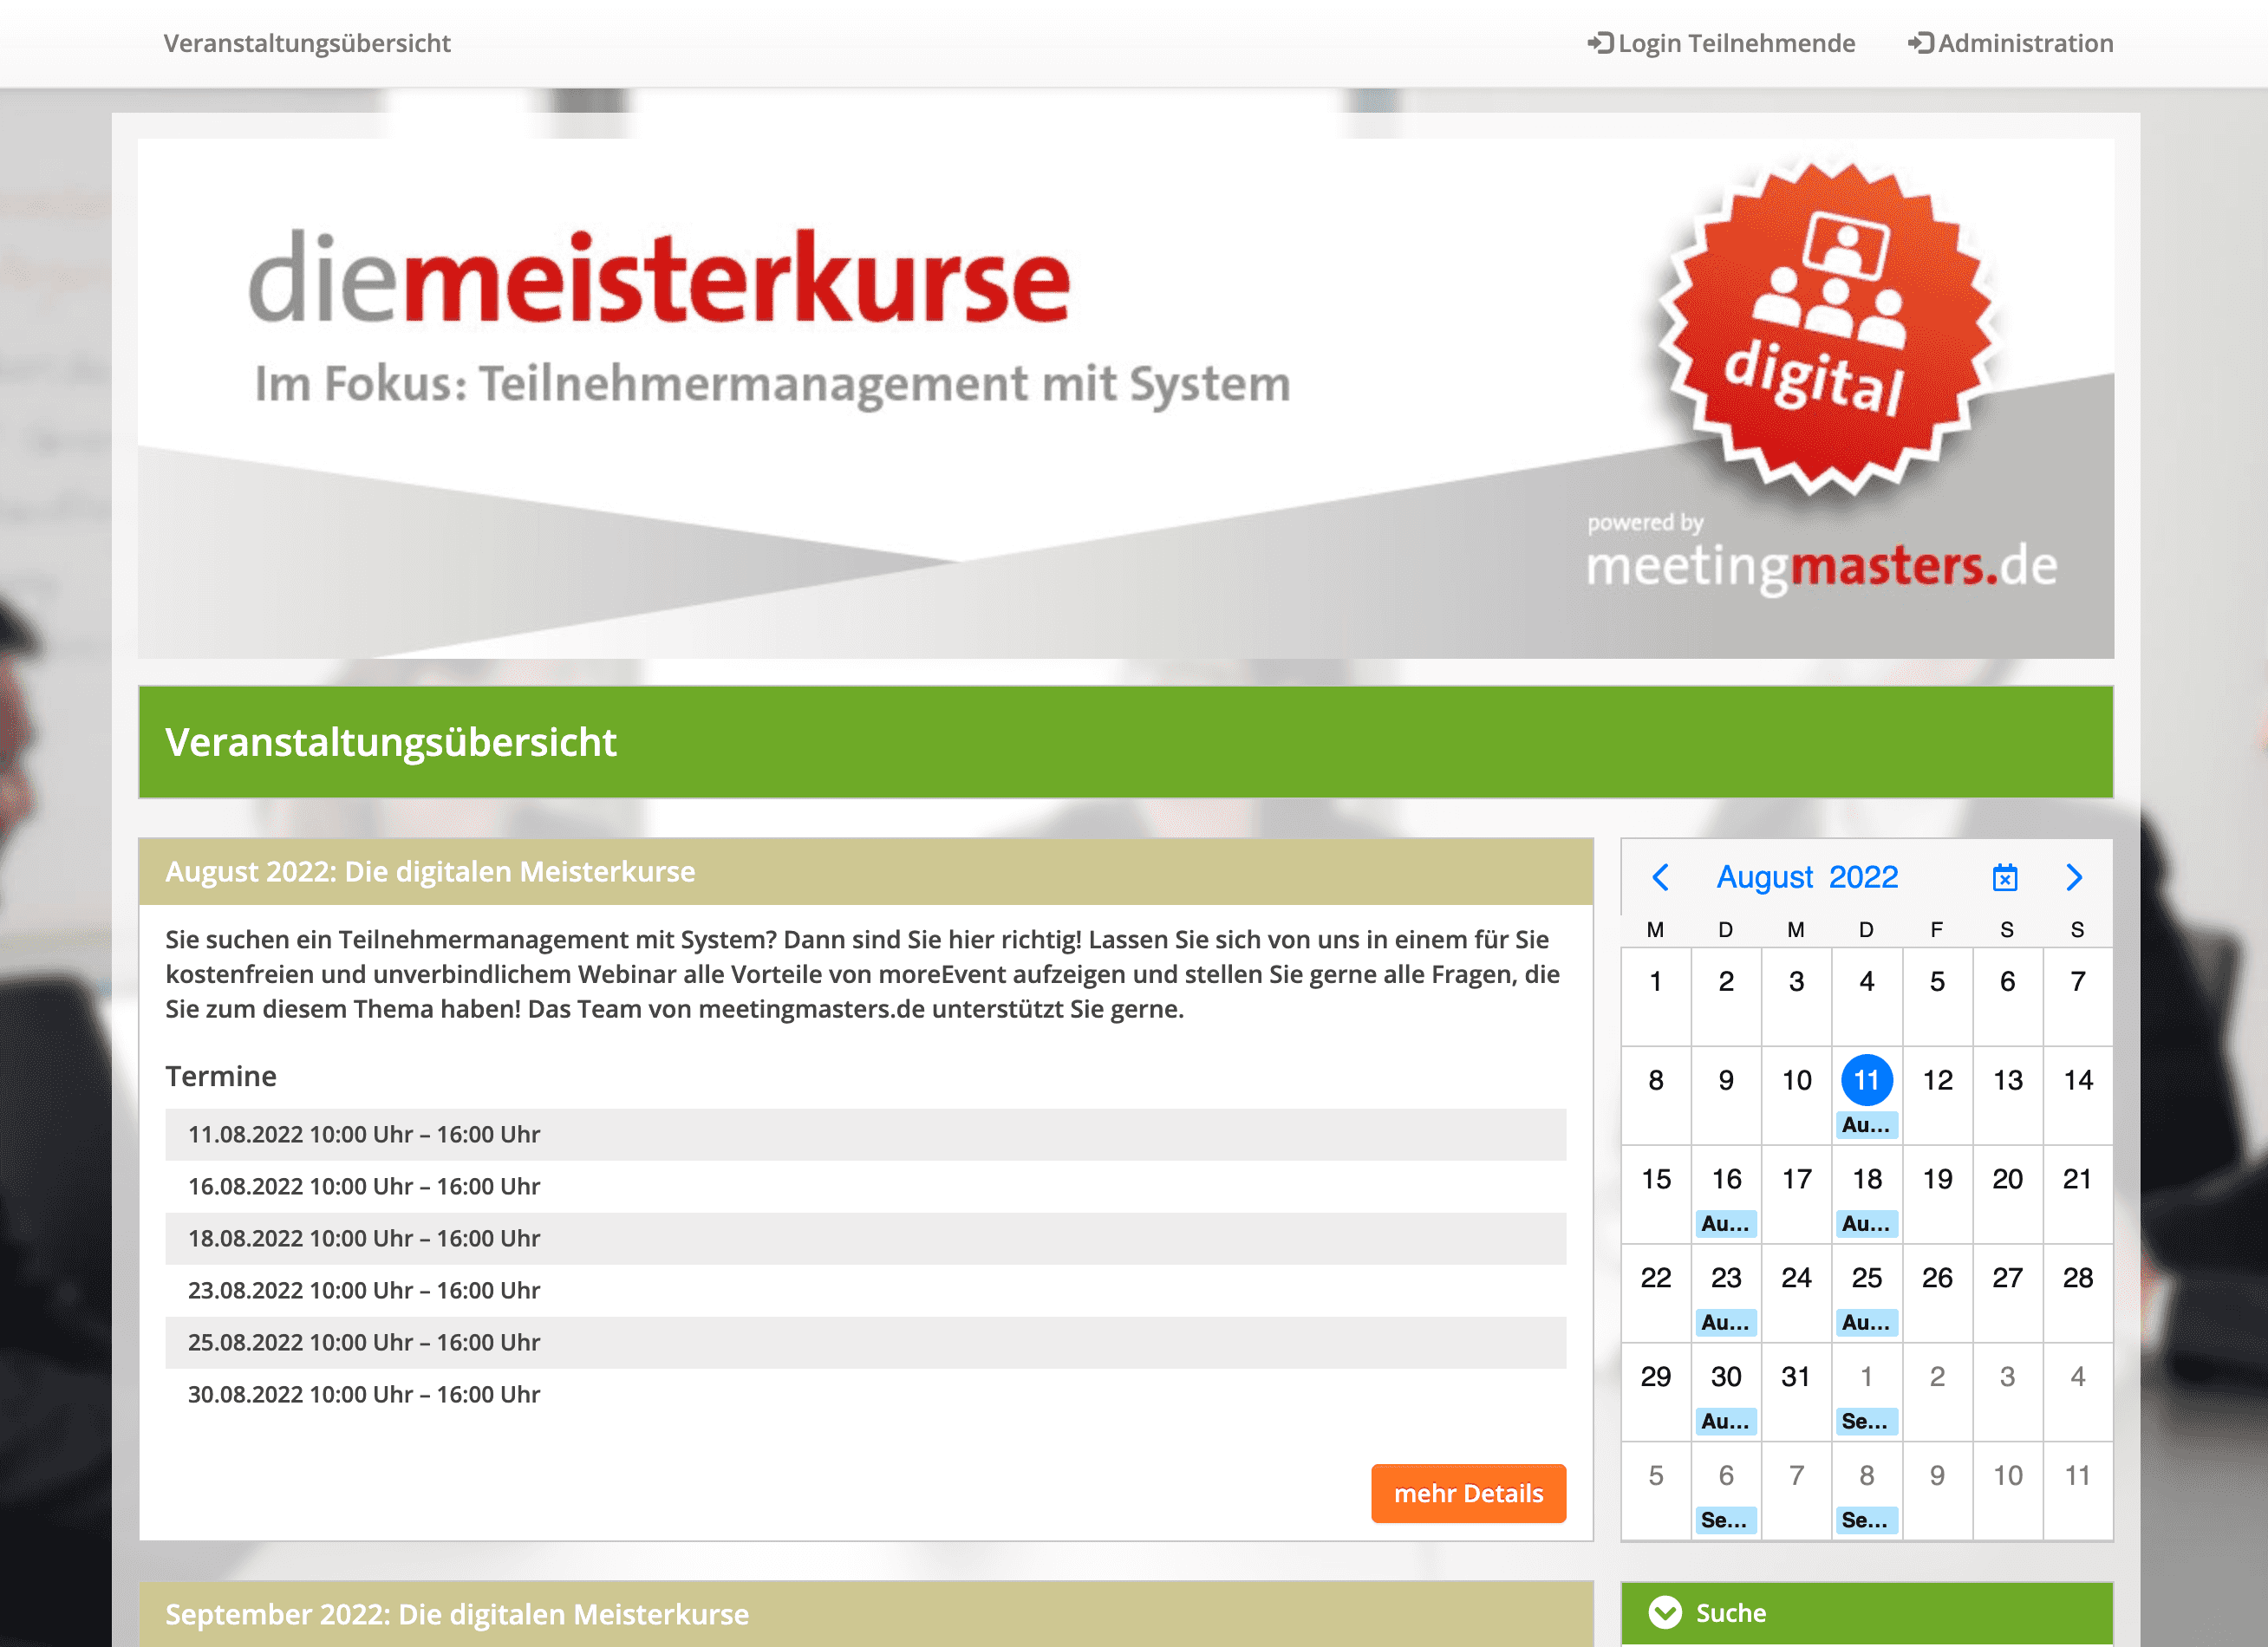 Veranstaltungsübersicht
Login Teilnehmende
Administration
diemeisterkurse
Im Fokus: Teilnehmermanagement mit System
digital
powered by
meetingmasters.de
Veranstaltungsübersicht
August 2022: Die digitalen Meisterkurse
Sie suchen ein Teilnehmermanagement mit System? Dann sind Sie hier richtig! Lassen Sie sich von uns in einem für Sie
kostenfreien und unverbindlichem Webinar alle Vorteile von moreEvent aufzeigen und stellen Sie gerne alle Fragen, die
Sie zum diesem Thema haben! Das Team von meetingmasters.de unterstützt Sie gerne.
Termine
11.08.2022 10:00 Uhr – 16:00 Uhr
16.08.2022 10:00 Uhr – 16:00 Uhr
18.08.2022 10:00 Uhr – 16:00 Uhr
23.08.2022 10:00 Uhr – 16:00 Uhr
25.08.2022 10:00 Uhr – 16:00 Uhr
30.08.2022 10:00 Uhr – 16:00 Uhr
mehr Details
August 2022
M D M D F S S
1 2 3 4 5 6 7
8 9 10 11 12 13 14
Au...
15 16 17 18 19 20 21
Au... Au...
22 23 24 25 26 27 28
Au... Au...
29 30 31 1 2 3 4
Au... Se...
5 6 7 8 9 10 11
Se... Se...
September 2022: Die digitalen Meisterkurse
Suche